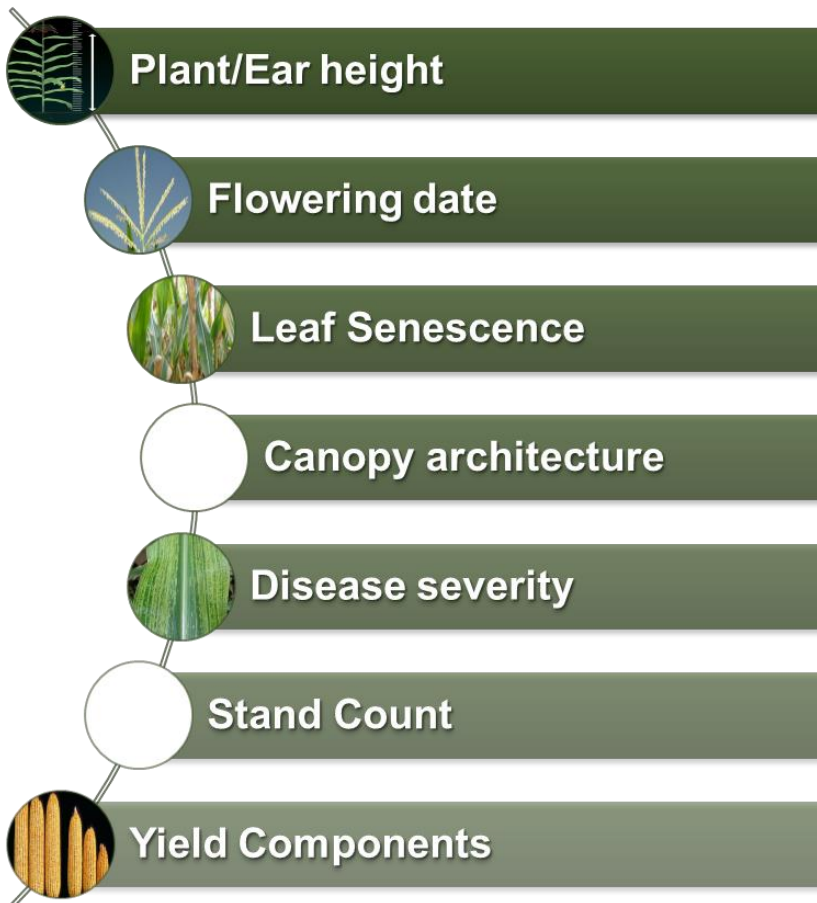 Plant/Ear height
Flowering date
Leaf Senescence
Canopy architecture
Disease severity
Stand Count
Yield Components